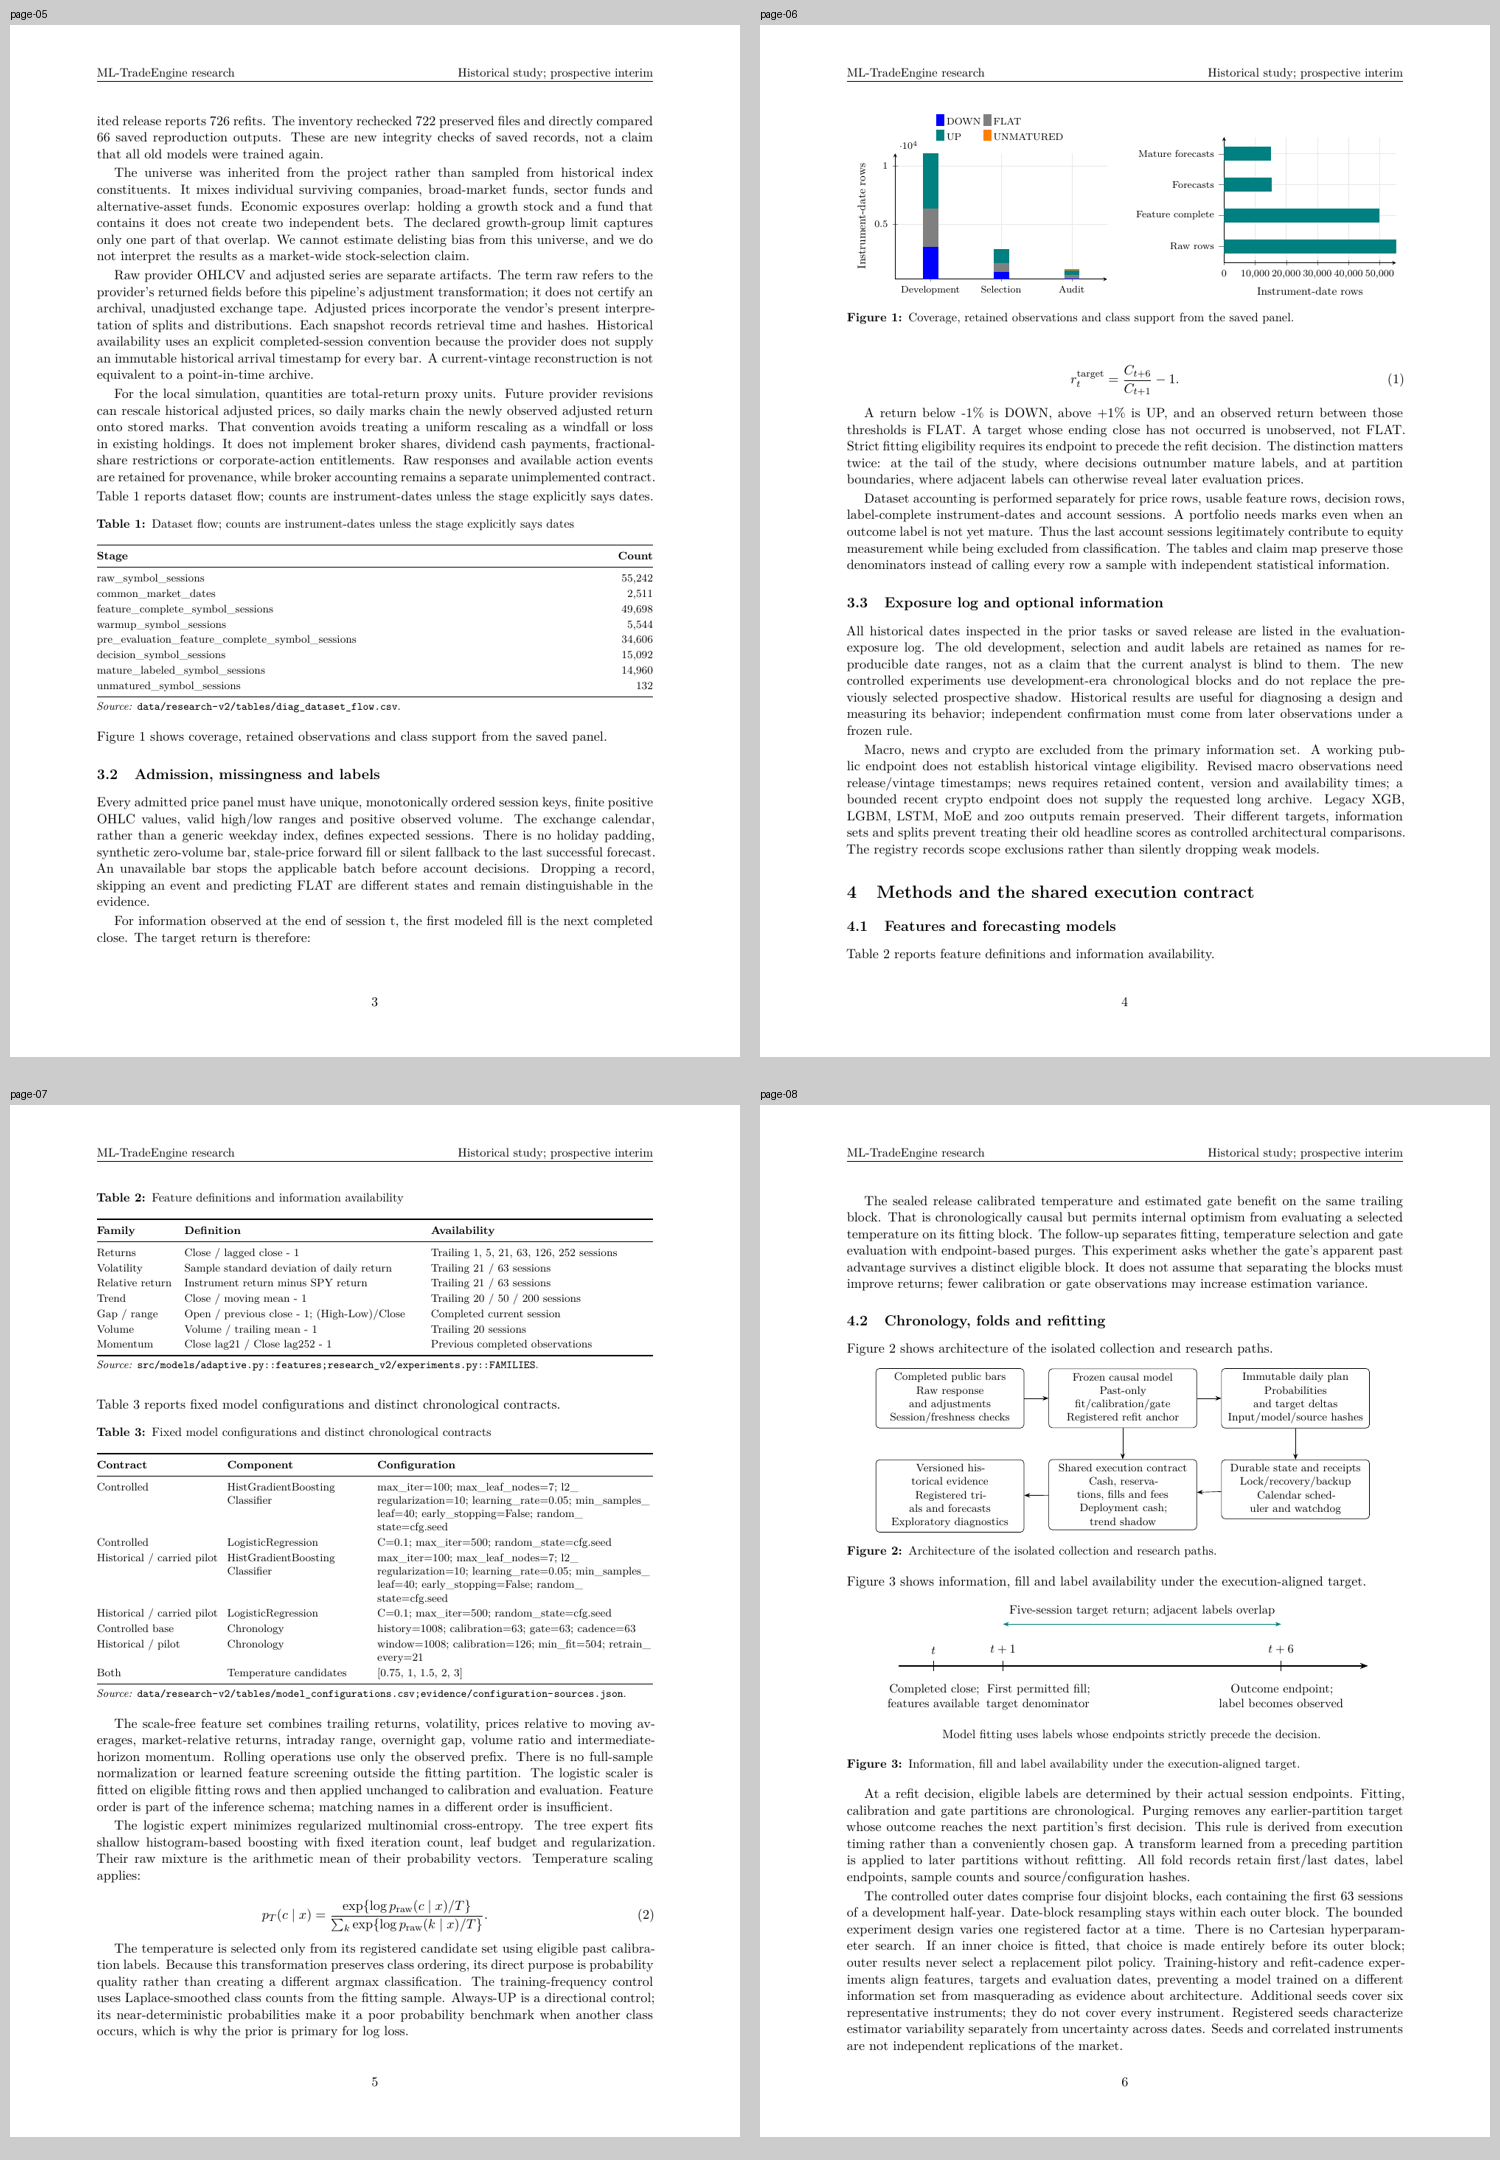 page-05
ML-TradeEngine research Historical study; prospective interim
ited release reports 726 refits. The inventory rechecked 722 preserved files and directly compared
66 saved reproduction outputs. These are new integrity checks of saved records, not a claim
that all old models were trained again.
The universe was inherited from the project rather than sampled from historical index
constituents. It mixes individual surviving companies, broad-market funds, sector funds and
alternative-asset funds. Economic exposures overlap: holding a growth stock and a fund that
contains it does not create two independent bets. The declared growth-group limit captures
only one part of that overlap. We cannot estimate delisting bias from this universe, and we do
not interpret the results as a market-wide stock-selection claim.
Raw provider OHLCV and adjusted series are separate artifacts. The term raw refers to the
provider's returned fields before this pipeline's adjustment transformation; it does not certify an
archival, unadjusted exchange tape. Adjusted prices incorporate the vendor's present interpre-
tation of splits and distributions. Each snapshot records retrieval time and hashes. Historical
availability uses an explicit completed-session convention because the provider does not supply
an immutable historical arrival timestamp for every bar. A current-vintage reconstruction is not
equivalent to a point-in-time archive.
For the local simulation, quantities are total-return proxy units. Future provider revisions
can rescale historical adjusted prices, so daily marks chain the newly observed adjusted return
onto stored marks. That convention avoids treating a uniform rescaling as a windfall or loss
in existing holdings. It does not implement broker shares, dividend cash payments, fractional-
share restrictions or corporate-action entitlements. Raw responses and available action events
are retained for provenance, while broker accounting remains a separate unimplemented contract.
Table 1 reports dataset flow; counts are instrument-dates unless the stage explicitly says dates.
Table 1: Dataset flow; counts are instrument-dates unless the stage explicitly says dates
Stage Count
raw_symbol_sessions 55,242
common_market_dates 2,511
feature_complete_symbol_sessions 49,698
warmup_symbol_sessions 5,544
pre_evaluation_feature_complete_symbol_sessions 34,606
decision_symbol_sessions 15,092
mature_labeled_symbol_sessions 14,960
unmatured_symbol_sessions 132
Source: data/research-v2/tables/diag_dataset_flow.csv.
Figure 1 shows coverage, retained observations and class support from the saved panel.
3.2 Admission, missingness and labels
Every admitted price panel must have unique, monotonically ordered session keys, finite positive
OHLC values, valid high/low ranges and positive observed volume. The exchange calendar,
rather than a generic weekday index, defines expected sessions. There is no holiday padding,
synthetic zero-volume bar, stale-price forward fill or silent fallback to the last successful forecast.
An unavailable bar stops the applicable batch before account decisions. Dropping a record,
skipping an event and predicting FLAT are different states and remain distinguishable in the
evidence.
For information observed at the end of session t, the first modeled fill is the next completed
close. The target return is therefore:
3
page-06
ML-TradeEngine research Historical study; prospective interim
DOWN FLAT
UP UNMATURED
·10⁴
1
0.5
Instrument-date rows
Development Selection Audit
Mature forecasts
Forecasts
Feature complete
Raw rows
0 10,000 20,000 30,000 40,000 50,000
Instrument-date rows
Figure 1: Coverage, retained observations and class support from the saved panel.
r_t^target = C_{t+6} / C_{t+1} − 1. (1)
A return below -1% is DOWN, above +1% is UP, and an observed return between those
thresholds is FLAT. A target whose ending close has not occurred is unobserved, not FLAT.
Strict fitting eligibility requires its endpoint to precede the refit decision. The distinction matters
twice: at the tail of the study, where decisions outnumber mature labels, and at partition
boundaries, where adjacent labels can otherwise reveal later evaluation prices.
Dataset accounting is performed separately for price rows, usable feature rows, decision rows,
label-complete instrument-dates and account sessions. A portfolio needs marks even when an
outcome label is not yet mature. Thus the last account sessions legitimately contribute to equity
measurement while being excluded from classification. The tables and claim map preserve those
denominators instead of calling every row a sample with independent statistical information.
3.3 Exposure log and optional information
All historical dates inspected in the prior tasks or saved release are listed in the evaluation-
exposure log. The old development, selection and audit labels are retained as names for re-
producible date ranges, not as a claim that the current analyst is blind to them. The new
controlled experiments use development-era chronological blocks and do not replace the pre-
viously selected prospective shadow. Historical results are useful for diagnosing a design and
measuring its behavior; independent confirmation must come from later observations under a
frozen rule.
Macro, news and crypto are excluded from the primary information set. A working pub-
lic endpoint does not establish historical vintage eligibility. Revised macro observations need
release/vintage timestamps; news requires retained content, version and availability times; a
bounded recent crypto endpoint does not supply the requested long archive. Legacy XGB,
LGBM, LSTM, MoE and zoo outputs remain preserved. Their different targets, information
sets and splits prevent treating their old headline scores as controlled architectural comparisons.
The registry records scope exclusions rather than silently dropping weak models.
4 Methods and the shared execution contract
4.1 Features and forecasting models
Table 2 reports feature definitions and information availability.
4
page-07
ML-TradeEngine research Historical study; prospective interim
Table 2: Feature definitions and information availability
Family Definition Availability
Returns Close / lagged close - 1 Trailing 1, 5, 21, 63, 126, 252 sessions
Volatility Sample standard deviation of daily return Trailing 21 / 63 sessions
Relative return Instrument return minus SPY return Trailing 21 / 63 sessions
Trend Close / moving mean - 1 Trailing 20 / 50 / 200 sessions
Gap / range Open / previous close - 1; (High-Low)/Close Completed current session
Volume Volume / trailing mean - 1 Trailing 20 sessions
Momentum Close lag21 / Close lag252 - 1 Previous completed observations
Source: src/models/adaptive.py::features;research_v2/experiments.py::FAMILIES.
Table 3 reports fixed model configurations and distinct chronological contracts.
Table 3: Fixed model configurations and distinct chronological contracts
Contract Component Configuration
Controlled HistGradientBoosting max_iter=100; max_leaf_nodes=7; l2_
Classifier regularization=10; learning_rate=0.05; min_samples_
leaf=40; early_stopping=False; random_
state=cfg.seed
Controlled LogisticRegression C=0.1; max_iter=500; random_state=cfg.seed
Historical / carried pilot HistGradientBoosting max_iter=100; max_leaf_nodes=7; l2_
Classifier regularization=10; learning_rate=0.05; min_samples_
leaf=40; early_stopping=False; random_
state=cfg.seed
Historical / carried pilot LogisticRegression C=0.1; max_iter=500; random_state=cfg.seed
Controlled base Chronology history=1008; calibration=63; gate=63; cadence=63
Historical / pilot Chronology window=1008; calibration=126; min_fit=504; retrain_
every=21
Both Temperature candidates [0.75, 1, 1.5, 2, 3]
Source: data/research-v2/tables/model_configurations.csv;evidence/configuration-sources.json.
The scale-free feature set combines trailing returns, volatility, prices relative to moving av-
erages, market-relative returns, intraday range, overnight gap, volume ratio and intermediate-
horizon momentum. Rolling operations use only the observed prefix. There is no full-sample
normalization or learned feature screening outside the fitting partition. The logistic scaler is
fitted on eligible fitting rows and then applied unchanged to calibration and evaluation. Feature
order is part of the inference schema; matching names in a different order is insufficient.
The logistic expert minimizes regularized multinomial cross-entropy. The tree expert fits
shallow histogram-based boosting with fixed iteration count, leaf budget and regularization.
Their raw mixture is the arithmetic mean of their probability vectors. Temperature scaling
applies:
p_T(c | x) = exp{log p_raw(c | x)/T} / ∑_k exp{log p_raw(k | x)/T}. (2)
The temperature is selected only from its registered candidate set using eligible past calibra-
tion labels. Because this transformation preserves class ordering, its direct purpose is probability
quality rather than creating a different argmax classification. The training-frequency control
uses Laplace-smoothed class counts from the fitting sample. Always-UP is a directional control;
its near-deterministic probabilities make it a poor probability benchmark when another class
occurs, which is why the prior is primary for log loss.
5
page-08
ML-TradeEngine research Historical study; prospective interim
The sealed release calibrated temperature and estimated gate benefit on the same trailing
block. That is chronologically causal but permits internal optimism from evaluating a selected
temperature on its fitting block. The follow-up separates fitting, temperature selection and gate
evaluation with endpoint-based purges. This experiment asks whether the gate's apparent past
advantage survives a distinct eligible block. It does not assume that separating the blocks must
improve returns; fewer calibration or gate observations may increase estimation variance.
4.2 Chronology, folds and refitting
Figure 2 shows architecture of the isolated collection and research paths.
Completed public bars
Raw response
and adjustments
Session/freshness checks
Frozen causal model
Past-only
fit/calibration/gate
Registered refit anchor
Immutable daily plan
Probabilities
and target deltas
Input/model/source hashes
Versioned his-
torical evidence
Registered tri-
als and forecasts
Exploratory diagnostics
Shared execution contract
Cash, reserva-
tions, fills and fees
Deployment cash;
trend shadow
Durable state and receipts
Lock/recovery/backup
Calendar sched-
uler and watchdog
Figure 2: Architecture of the isolated collection and research paths.
Figure 3 shows information, fill and label availability under the execution-aligned target.
Five-session target return; adjacent labels overlap
t t + 1 t + 6
Completed close; First permitted fill; Outcome endpoint;
features available target denominator label becomes observed
Model fitting uses labels whose endpoints strictly precede the decision.
Figure 3: Information, fill and label availability under the execution-aligned target.
At a refit decision, eligible labels are determined by their actual session endpoints. Fitting,
calibration and gate partitions are chronological. Purging removes any earlier-partition target
whose outcome reaches the next partition's first decision. This rule is derived from execution
timing rather than a conveniently chosen gap. A transform learned from a preceding partition
is applied to later partitions without refitting. All fold records retain first/last dates, label
endpoints, sample counts and source/configuration hashes.
The controlled outer dates comprise four disjoint blocks, each containing the first 63 sessions
of a development half-year. Date-block resampling stays within each outer block. The bounded
experiment design varies one registered factor at a time. There is no Cartesian hyperparam-
eter search. If an inner choice is fitted, that choice is made entirely before its outer block;
outer results never select a replacement pilot policy. Training-history and refit-cadence exper-
iments align features, targets and evaluation dates, preventing a model trained on a different
information set from masquerading as evidence about architecture. Additional seeds cover six
representative instruments; they do not cover every instrument. Registered seeds characterize
estimator variability separately from uncertainty across dates. Seeds and correlated instruments
are not independent replications of the market.
6